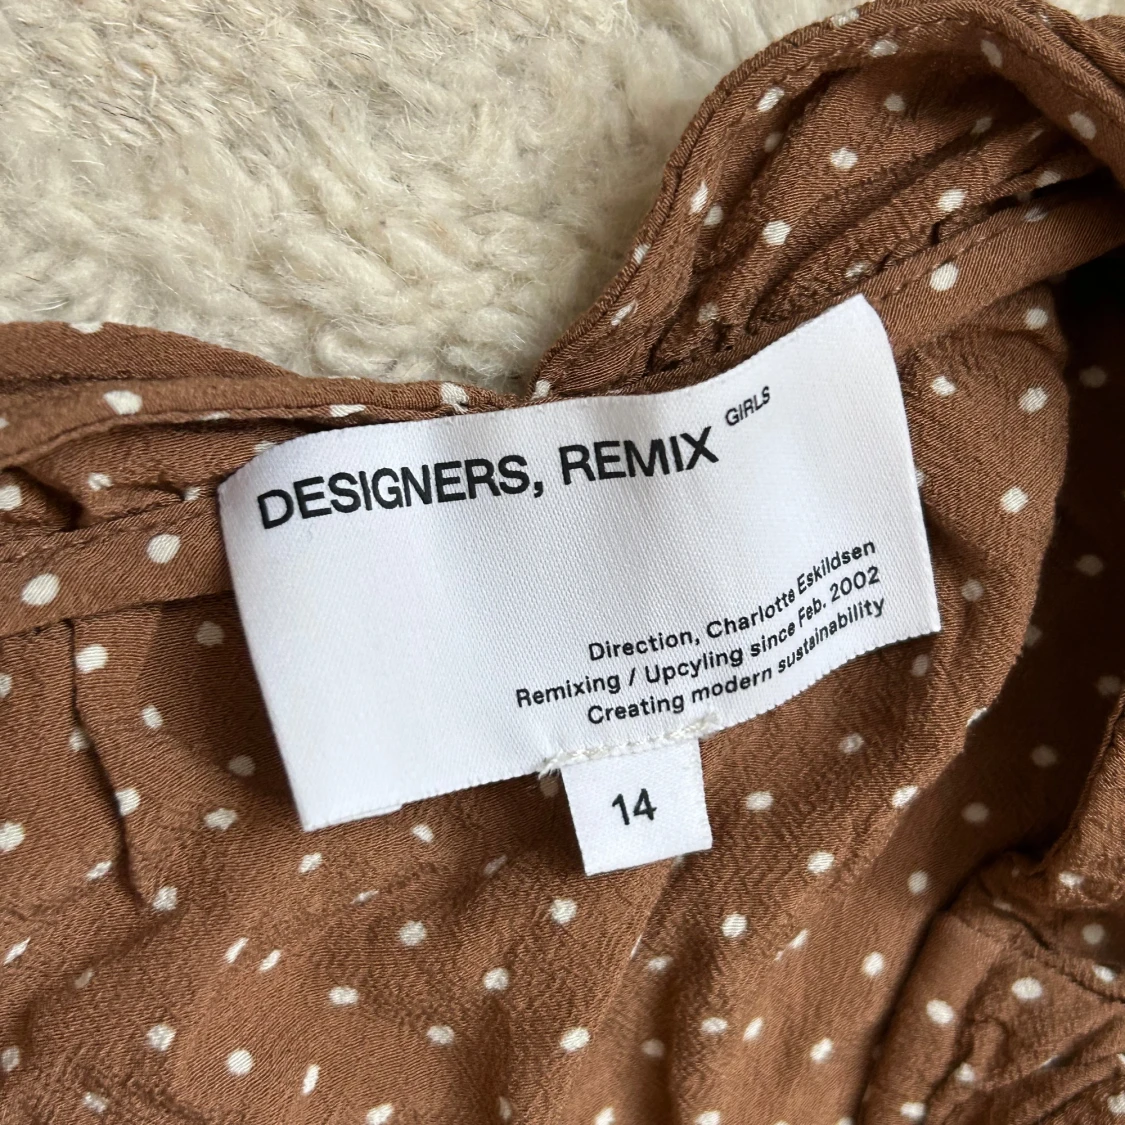 DESIGNERS, REMIX GIRLS
Direction, Charlotte Eskildsen
Remixing / Upcyling since Feb. 2002
Creating modern sustainability
14